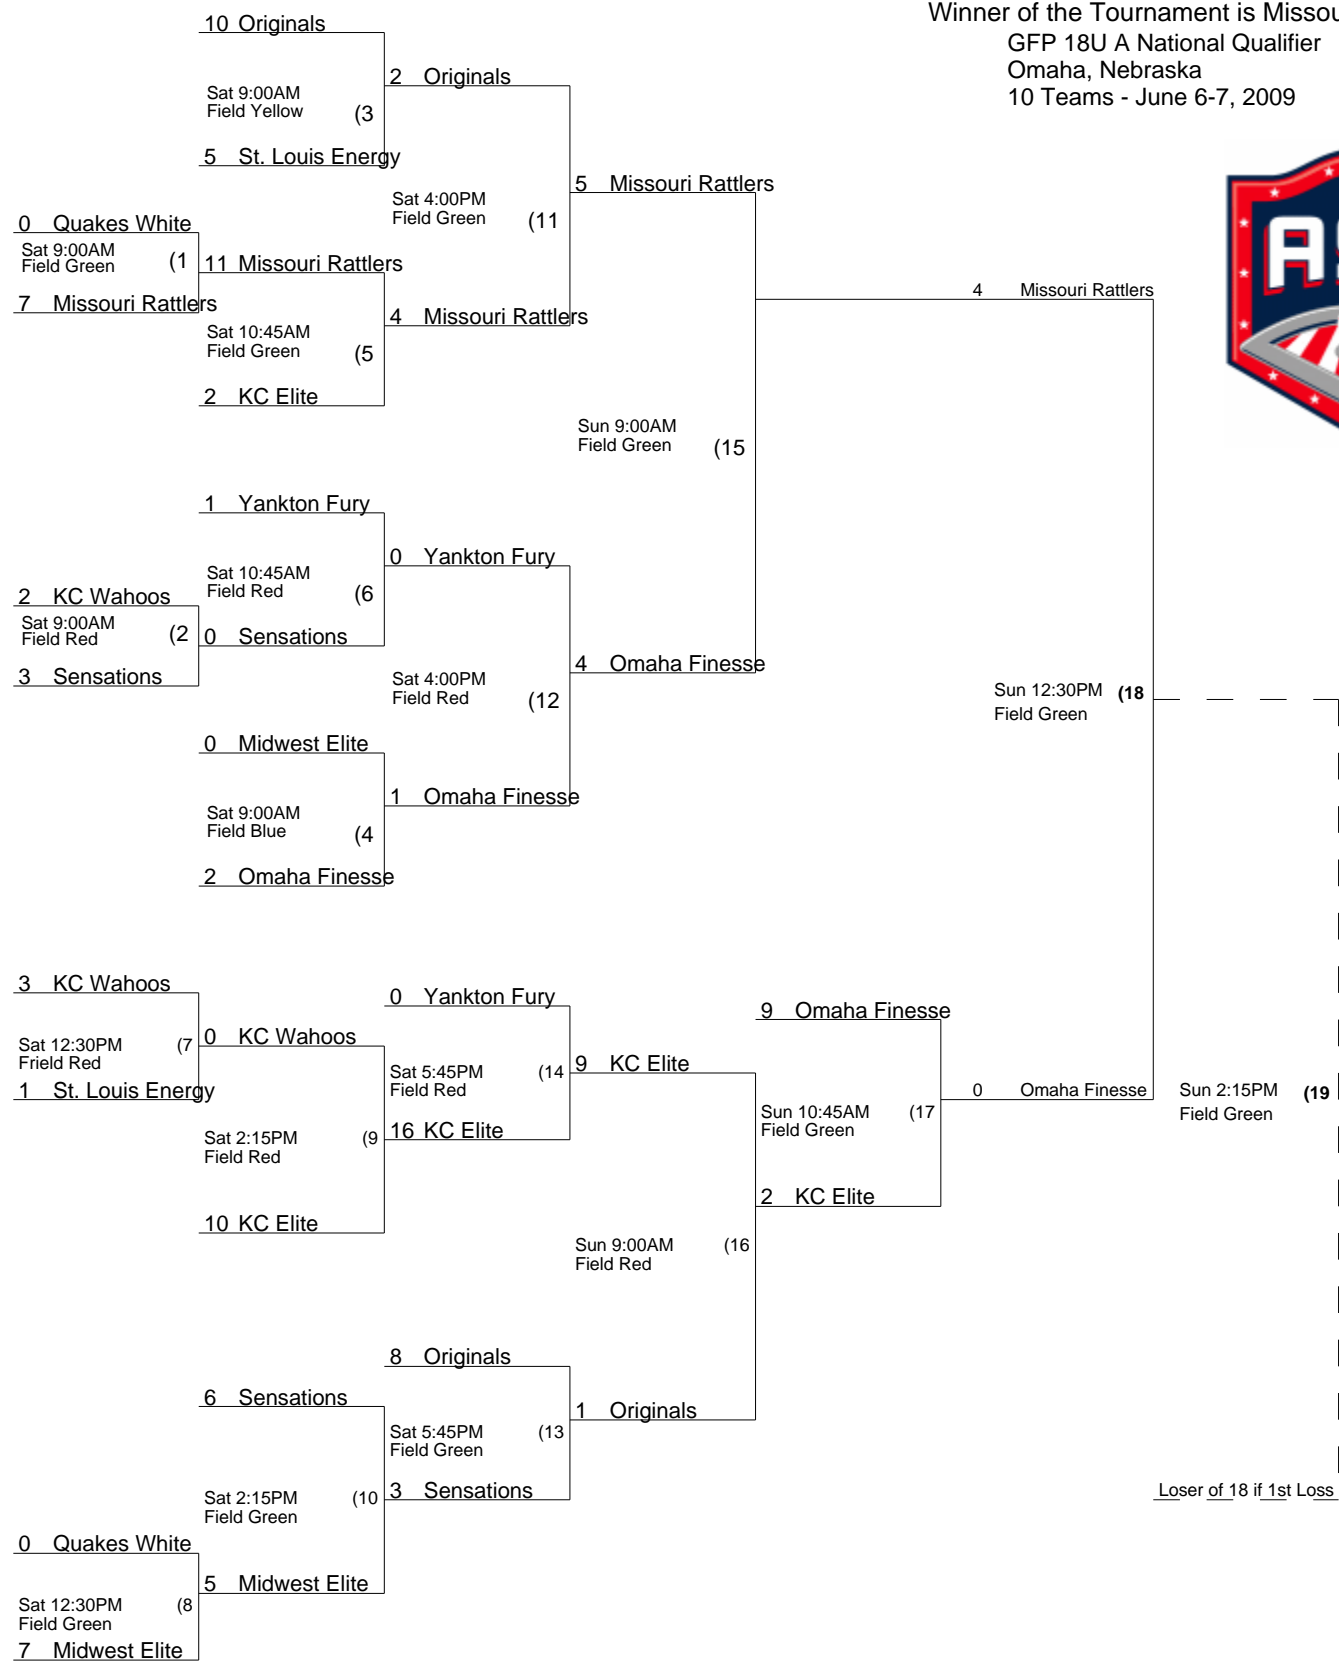 Winner of the Tournament is
GFP 18U A National Qualifier
Omaha, Nebraska
10 Teams - June 6-7, 2009
10 Originals
Sat 9:00AM
Field Yellow (3
5 St. Louis Energy
2 Originals
0 Quakes White
Sat 9:00AM
Field Green (1
7 Missouri Rattlers
11 Missouri Rattlers
Sat 10:45AM
Field Green (5
2 KC Elite
4 Missouri Rattlers
Sat 4:00PM
Field Green (11
5 Missouri Rattlers
Sun 9:00AM
Field Green (15
1 Yankton Fury
Sat 10:45AM
Field Red (6
2 KC Wahoos
Sat 9:00AM
Field Red (2
3 Sensations
0 Sensations
0 Yankton Fury
Sat 4:00PM
Field Red (12
4 Omaha Finesse
0 Midwest Elite
Sat 9:00AM
Field Blue (4
2 Omaha Finesse
1 Omaha Finesse
4 Missouri Rattlers
Sun 12:30PM (18
Field Green
3 KC Wahoos
Sat 12:30PM (7
Frield Red
1 St. Louis Energy
0 KC Wahoos
Sat 2:15PM (9
Field Red
10 KC Elite
0 Yankton Fury
Sat 5:45PM (14
Field Red
16 KC Elite
9 KC Elite
Sun 9:00AM (16
Field Red
9 Omaha Finesse
Sun 10:45AM (17
Field Green
2 KC Elite
0 Omaha Finesse
Sun 2:15PM (19
Field Green
8 Originals
Sat 5:45PM (13
Field Green
3 Sensations
1 Originals
6 Sensations
Sat 2:15PM (10
Field Green
0 Quakes White
Sat 12:30PM (8
Field Green
7 Midwest Elite
5 Midwest Elite
Loser of 18 if 1st Loss